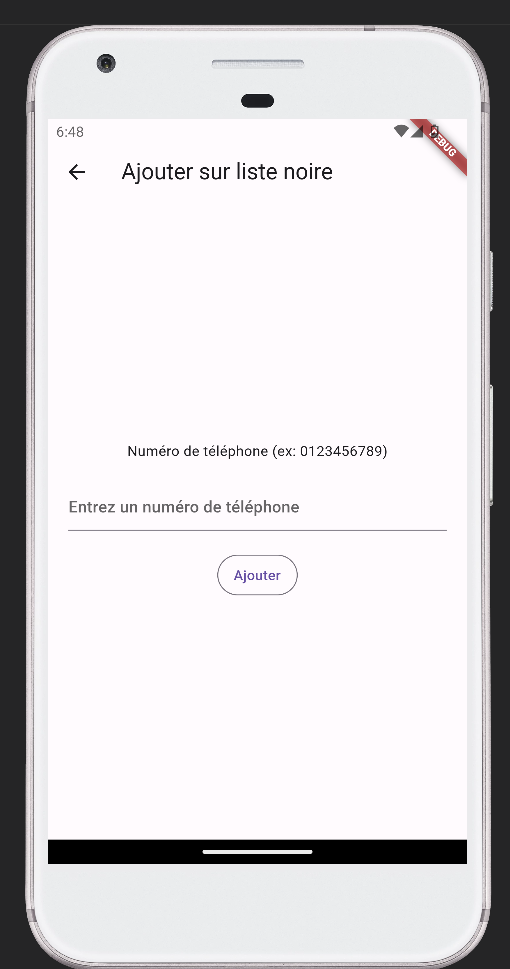 6:48
DEBUG
Ajouter sur liste noire
Numéro de téléphone (ex: 0123456789)
Entrez un numéro de téléphone
Ajouter